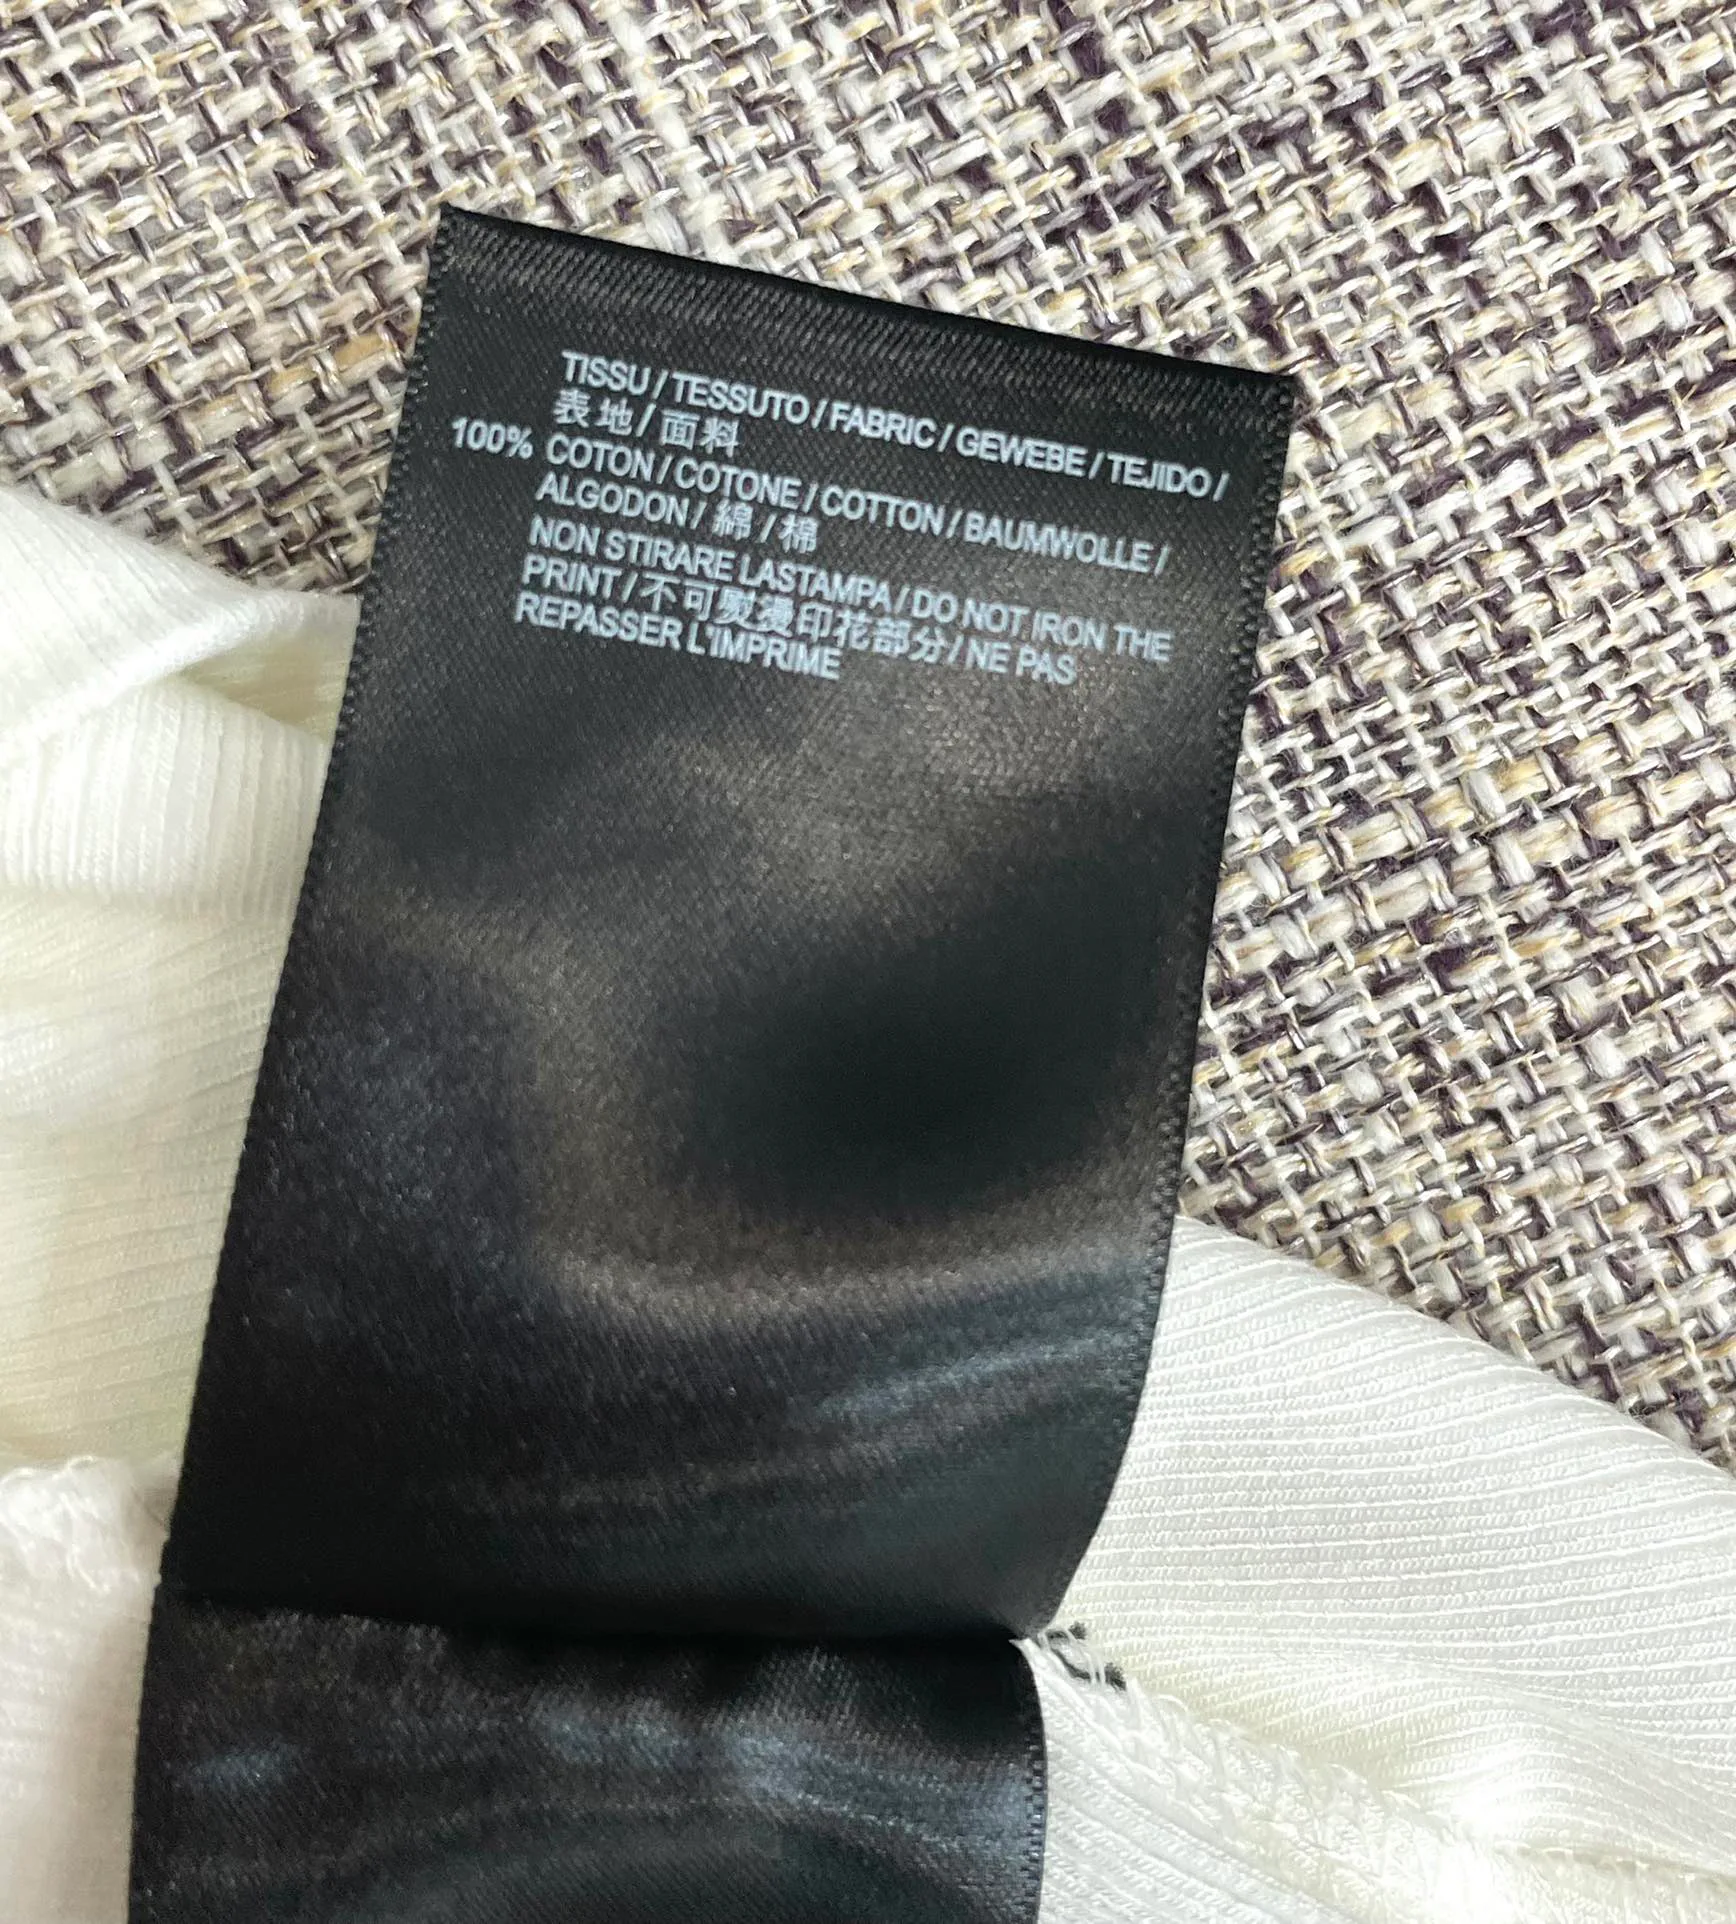 TISSU / TESSUTO / FABRIC / GEWEBE / TEJIDO /
表地 / 面料
100% COTON / COTONE / COTTON / BAUMWOLLE /
ALGODON / 綿 / 棉
NON STIRARE LASTAMPA / DO NOT IRON THE
PRINT / 不可熨燙印花部分 / NE PAS
REPASSER L'IMPRIME